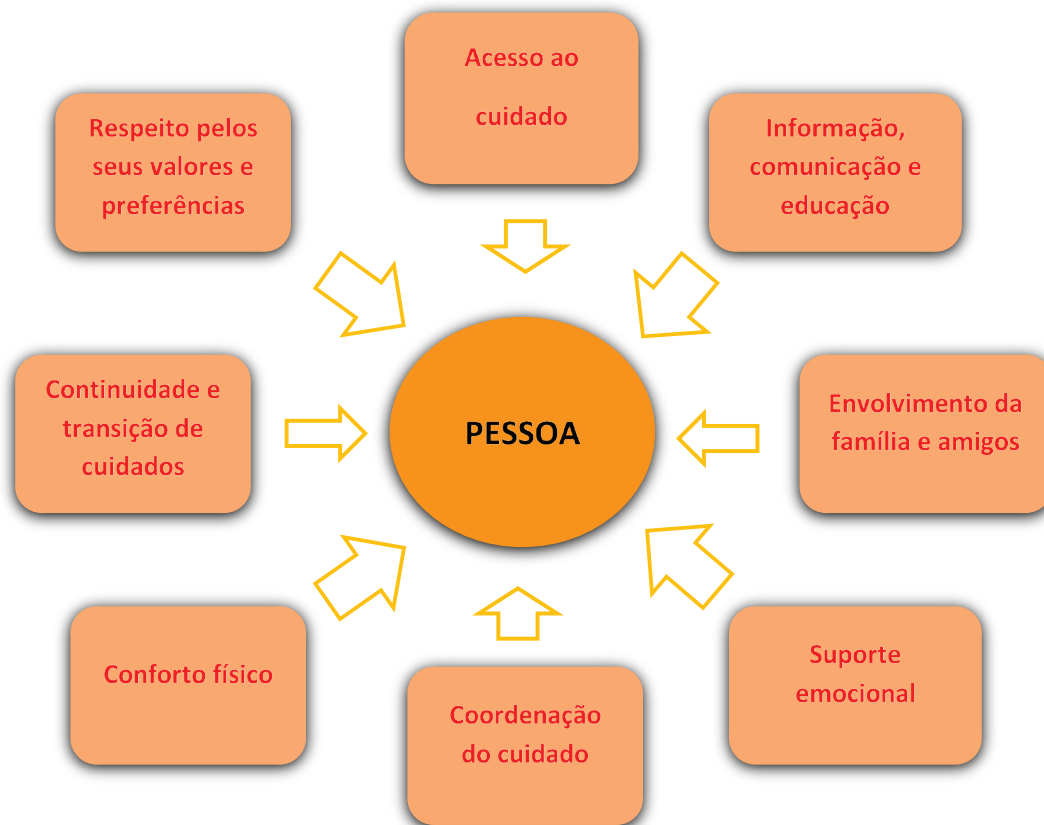 Acesso ao
cuidado
Respeito pelos
seus valores e
preferências
Informação,
comunicação e
educação
Continuidade e
transição de
cuidados
PESSOA
Envolvimento da
família e amigos
Conforto físico
Coordenação
do cuidado
Suporte
emocional